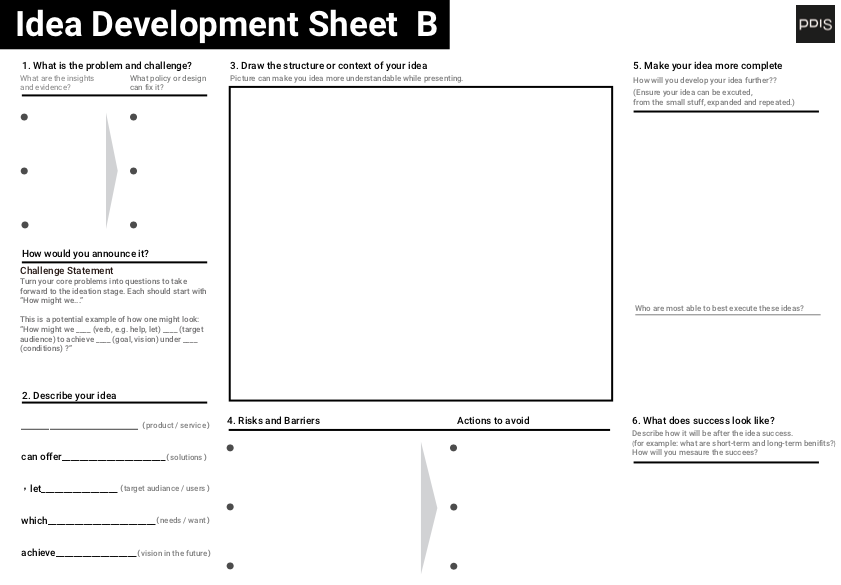 Idea Development Sheet B
PDIS
1. What is the problem and challenge?
What are the insights
and evidence?
What policy or design
can fix it?
How would you announce it?
Challenge Statement
Turn your core problems into questions to take
forward to the ideation stage. Each should start with
"How might we..."
This is a potential example of how one might look:
"How might we ____ (verb, e.g. help, let) ____ (target
audience) to achieve ____ (goal, vision) under ____
(conditions) ?"
2. Describe your idea
______________________ (product / service)
can offer______________________ (solutions )
· let________________ (target audience / users )
which______________________ (needs / want )
achieve________________ (vision in the future)
3. Draw the structure or context of your idea
Picture can make you idea more understandable while presenting.
4. Risks and Barriers
Actions to avoid
5. Make your idea more complete
How will you develop your idea further??
(Ensure your idea can be excuted,
from the small stuff, expanded and repeated.)
Who are most able to best execute these ideas?
6. What does success look like?
Describe how it will be after the idea success.
(for example: what are short-term and long-term benifits?)
How will you mesaure the succees?